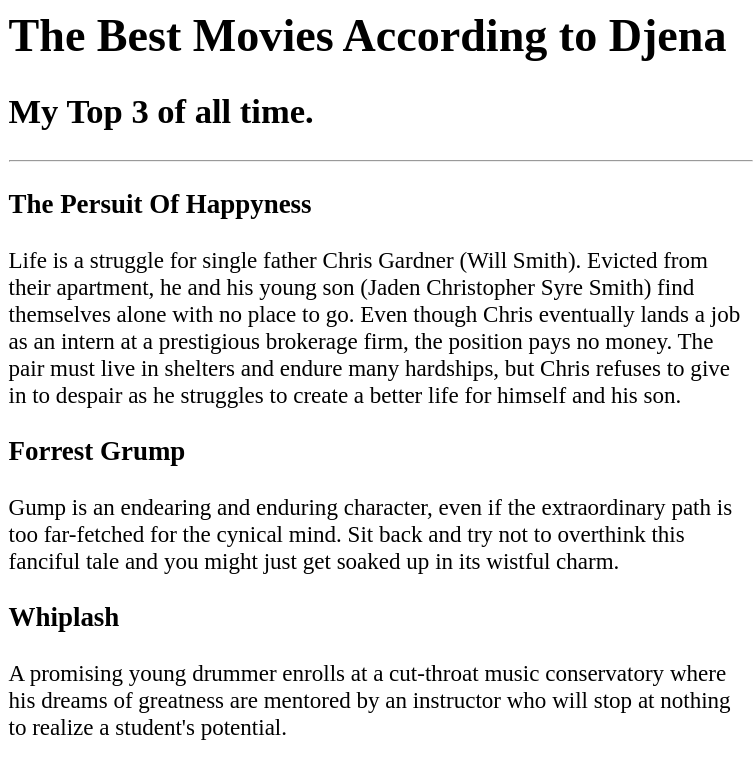 The Best Movies According to Djena
My Top 3 of all time.
The Persuit Of Happyness
Life is a struggle for single father Chris Gardner (Will Smith). Evicted from
their apartment, he and his young son (Jaden Christopher Syre Smith) find
themselves alone with no place to go. Even though Chris eventually lands a job
as an intern at a prestigious brokerage firm, the position pays no money. The
pair must live in shelters and endure many hardships, but Chris refuses to give
in to despair as he struggles to create a better life for himself and his son.
Forrest Grump
Gump is an endearing and enduring character, even if the extraordinary path is
too far-fetched for the cynical mind. Sit back and try not to overthink this
fanciful tale and you might just get soaked up in its wistful charm.
Whiplash
A promising young drummer enrolls at a cut-throat music conservatory where
his dreams of greatness are mentored by an instructor who will stop at nothing
to realize a student's potential.